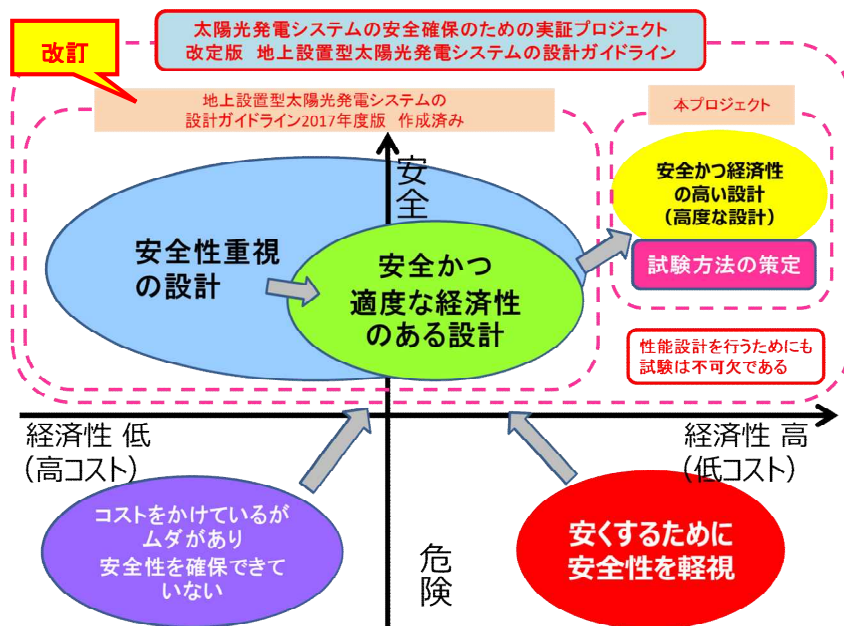 太陽光発電システムの安全確保のための実証プロジェクト
改定版 地上設置型太陽光発電システムの設計ガイドライン
改訂
地上設置型太陽光発電システムの
設計ガイドライン2017年度版 作成済み
本プロジェクト
安全
安全かつ経済性
の高い設計
(高度な設計)
試験方法の策定
安全性重視
の設計
安全かつ
適度な経済性
のある設計
性能設計を行うためにも
試験は不可欠である
経済性 低
(高コスト)
経済性 高
(低コスト)
コストをかけているが
ムダがあり
安全性を確保できて
いない
危険
安くするために
安全性を軽視